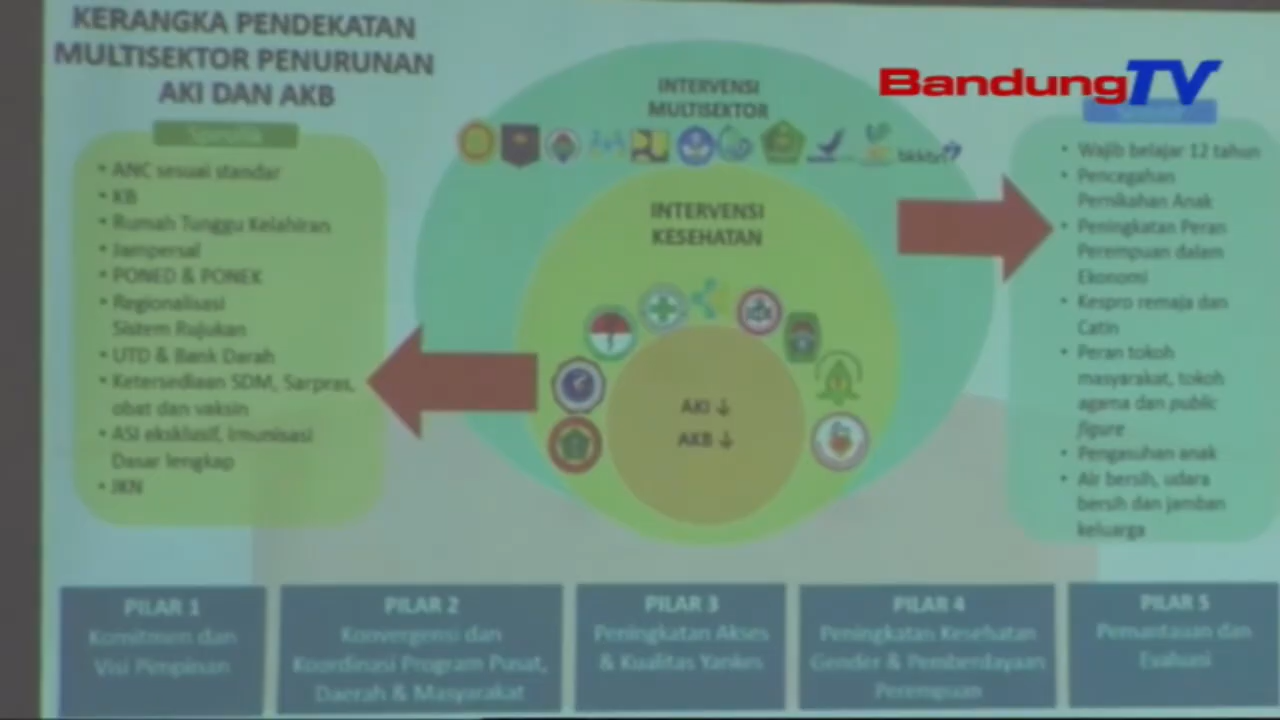 KERANGKA PENDEKATAN
MULTISEKTOR PENURUNAN
AKI DAN AKB
BandungTV
INTERVENSI
MULTISEKTOR
bkkbn
INTERVENSI
KESEHATAN
AKI ↓
AKB ↓
• ANC sesuai standar
• KB
• Rumah Tunggu Kelahiran
• Jampersal
• PONED & PONEK
• Regionalisasi
Sistem Rujukan
• UTD & Bank Darah
• Ketersediaan SDM, Sarpras,
obat dan vaksin
• ASI eksklusif, Imunisasi
Dasar lengkap
• JKN
• Wajib belajar 12 tahun
• Pencegahan
Pernikahan Anak
• Peningkatan Peran
Perempuan dalam
Ekonomi
• Kespro remaja dan
Catin
• Peran tokoh
masyarakat, tokoh
agama dan public
figure
• Pengasuhan anak
• Air bersih, udara
bersih dan jamban
keluarga
PILAR 1
Komitmen dan
Visi Pimpinan
PILAR 2
Konvergensi dan
Koordinasi Program Pusat,
Daerah & Masyarakat
PILAR 3
Peningkatan Akses
& Kualitas Yankes
PILAR 4
Peningkatan Kesehatan
Gender & Pemberdayaan
Perempuan
PILAR 5
Pemantauan dan
Evaluasi